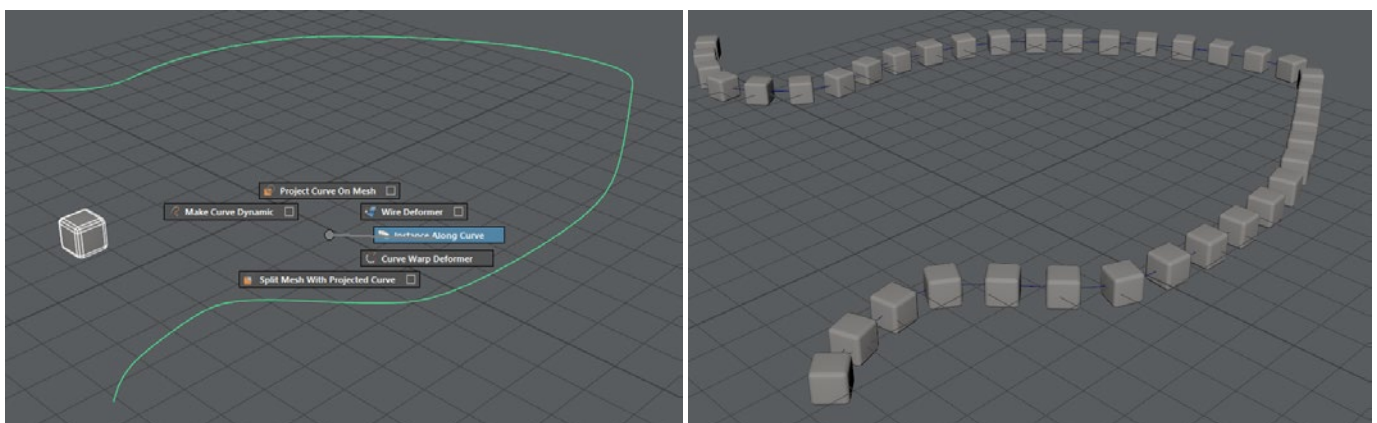 Project Curve On Mesh
Make Curve Dynamic
Wire Deformer
Instance Along Curve
Curve Warp Deformer
Split Mesh With Projected Curve